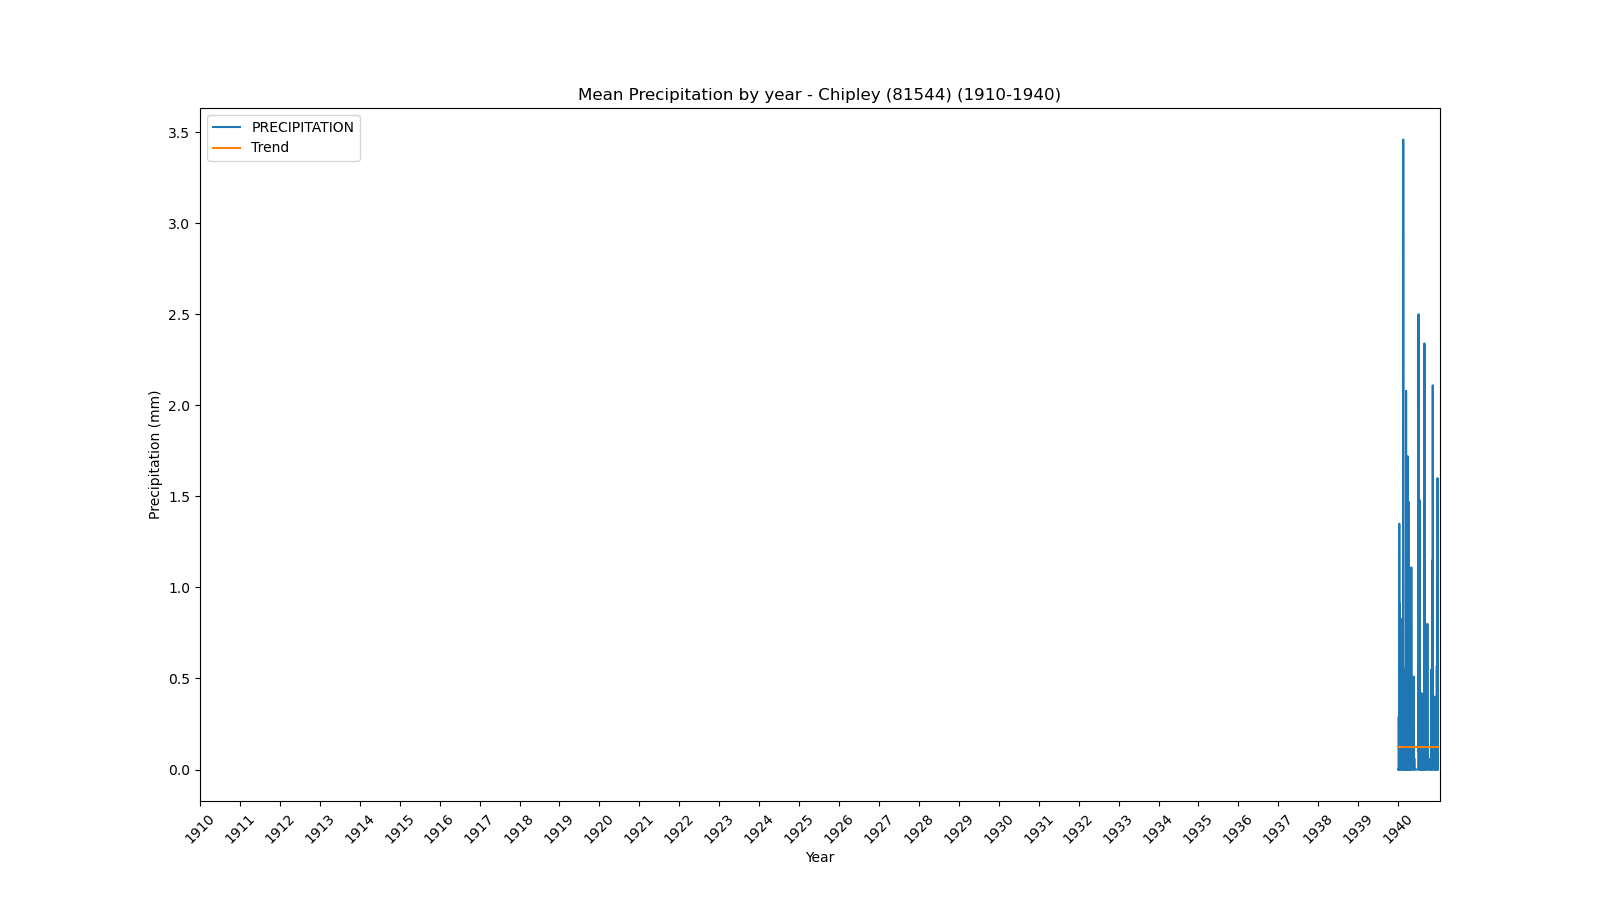 Mean Precipitation by year - Chipley (81544) (1910-1940)
PRECIPITATION
Trend
3.5
3.0
2.5
2.0
1.5
1.0
0.5
0.0
Precipitation (mm)
1910 1911 1912 1913 1914 1915 1916 1917 1918 1919 1920 1921 1922 1923 1924 1925 1926 1927 1928 1929 1930 1931 1932 1933 1934 1935 1936 1937 1938 1939 1940
Year